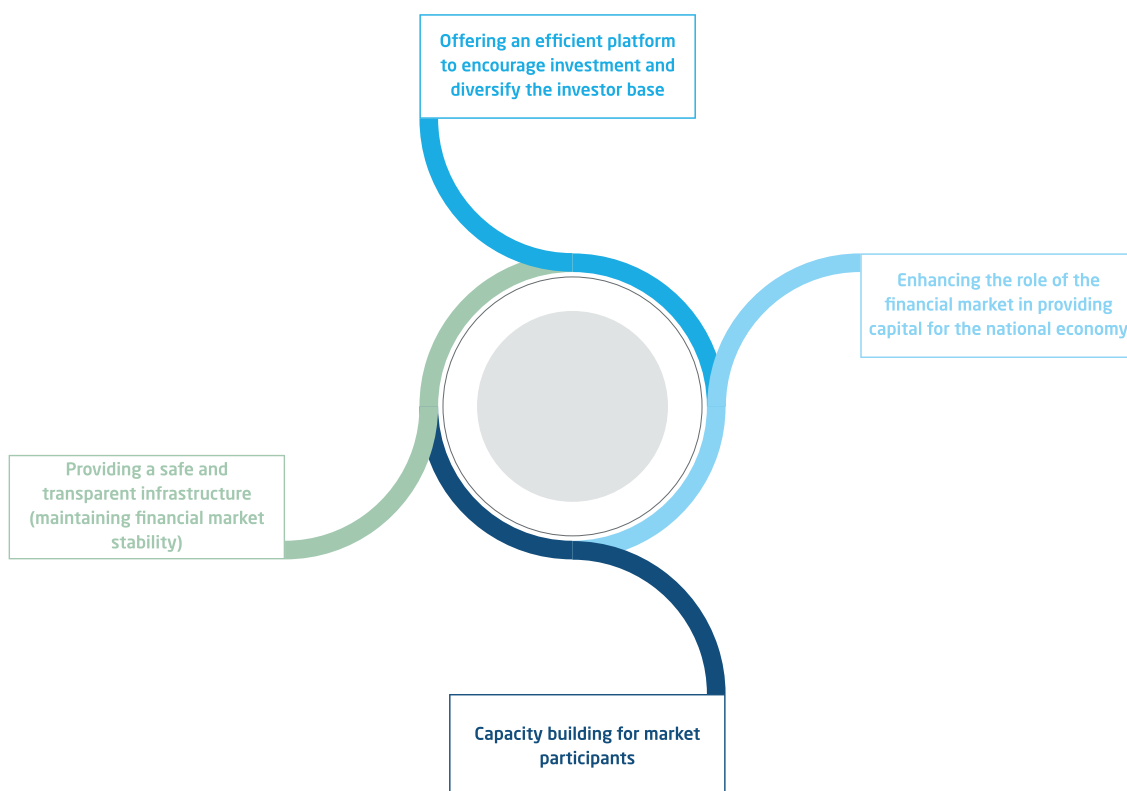 Offering an efficient platform
to encourage investment and
diversify the investor base
Enhancing the role of the
financial market in providing
capital for the national economy
Providing a safe and
transparent infrastructure
(maintaining financial market
stability)
Capacity building for market
participants